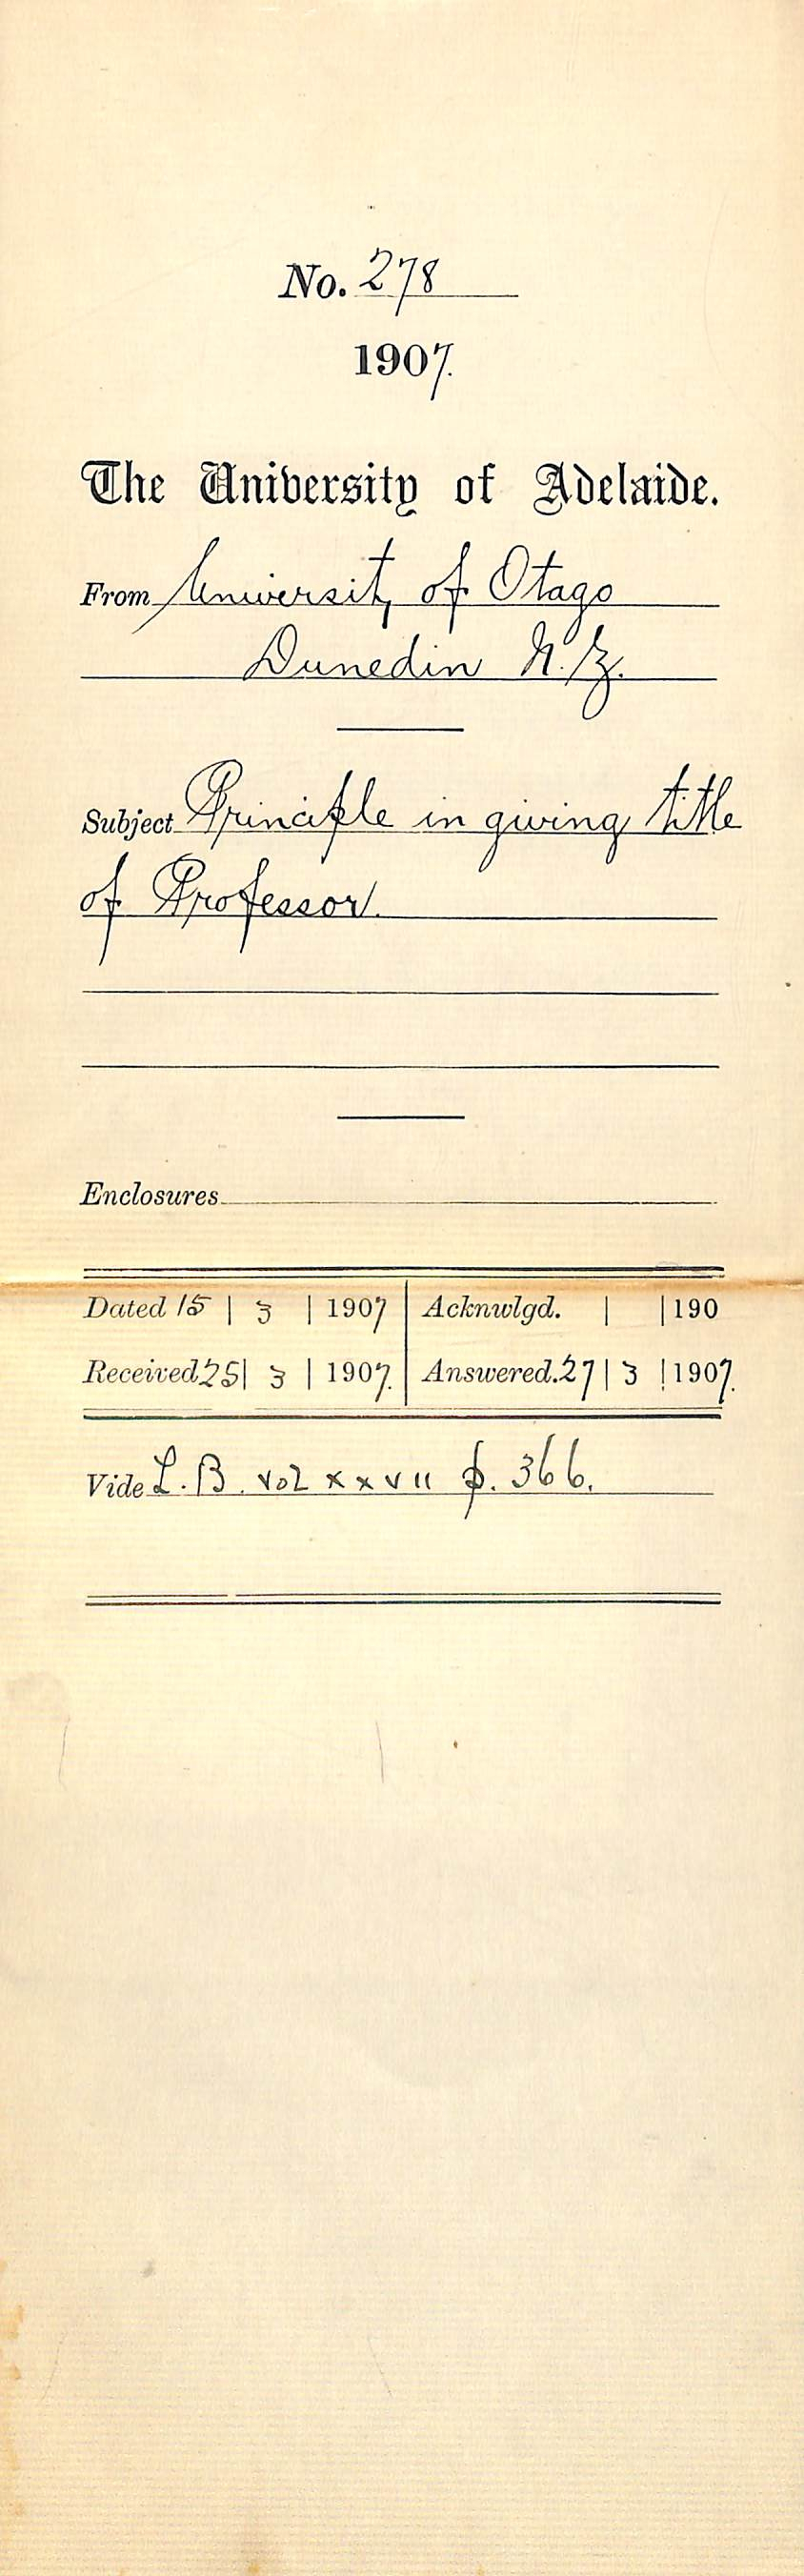 No. 278
1907.
The University of Adelaide.
From University of Otago
Dunedin N.Z.
Subject Principle in giving title
of Professor.
Enclosures
Dated 15 | 3 | 1907 | Acknwlgd. | | 190
Received 25 | 3 | 1907. | Answered. 27 | 3 | 1907.
Vide L.B. vol xxvii p. 366.